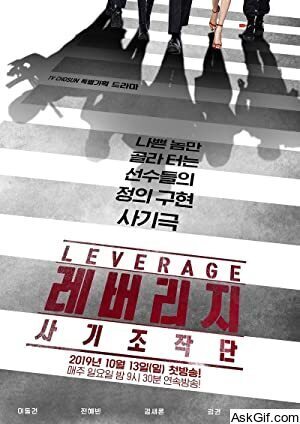 TV CHOSUN 특별기획 드라마
나쁜 놈만
골라 터는
선수들의
정의 구현
사기극
LEVERAGE
레버리지
사기조작단
2019년 10월 13일(일) 첫방송!
매주 일요일 밤 9시 30분 연속방송!
이동건 전혜빈 김새론 김권
AskGif.com